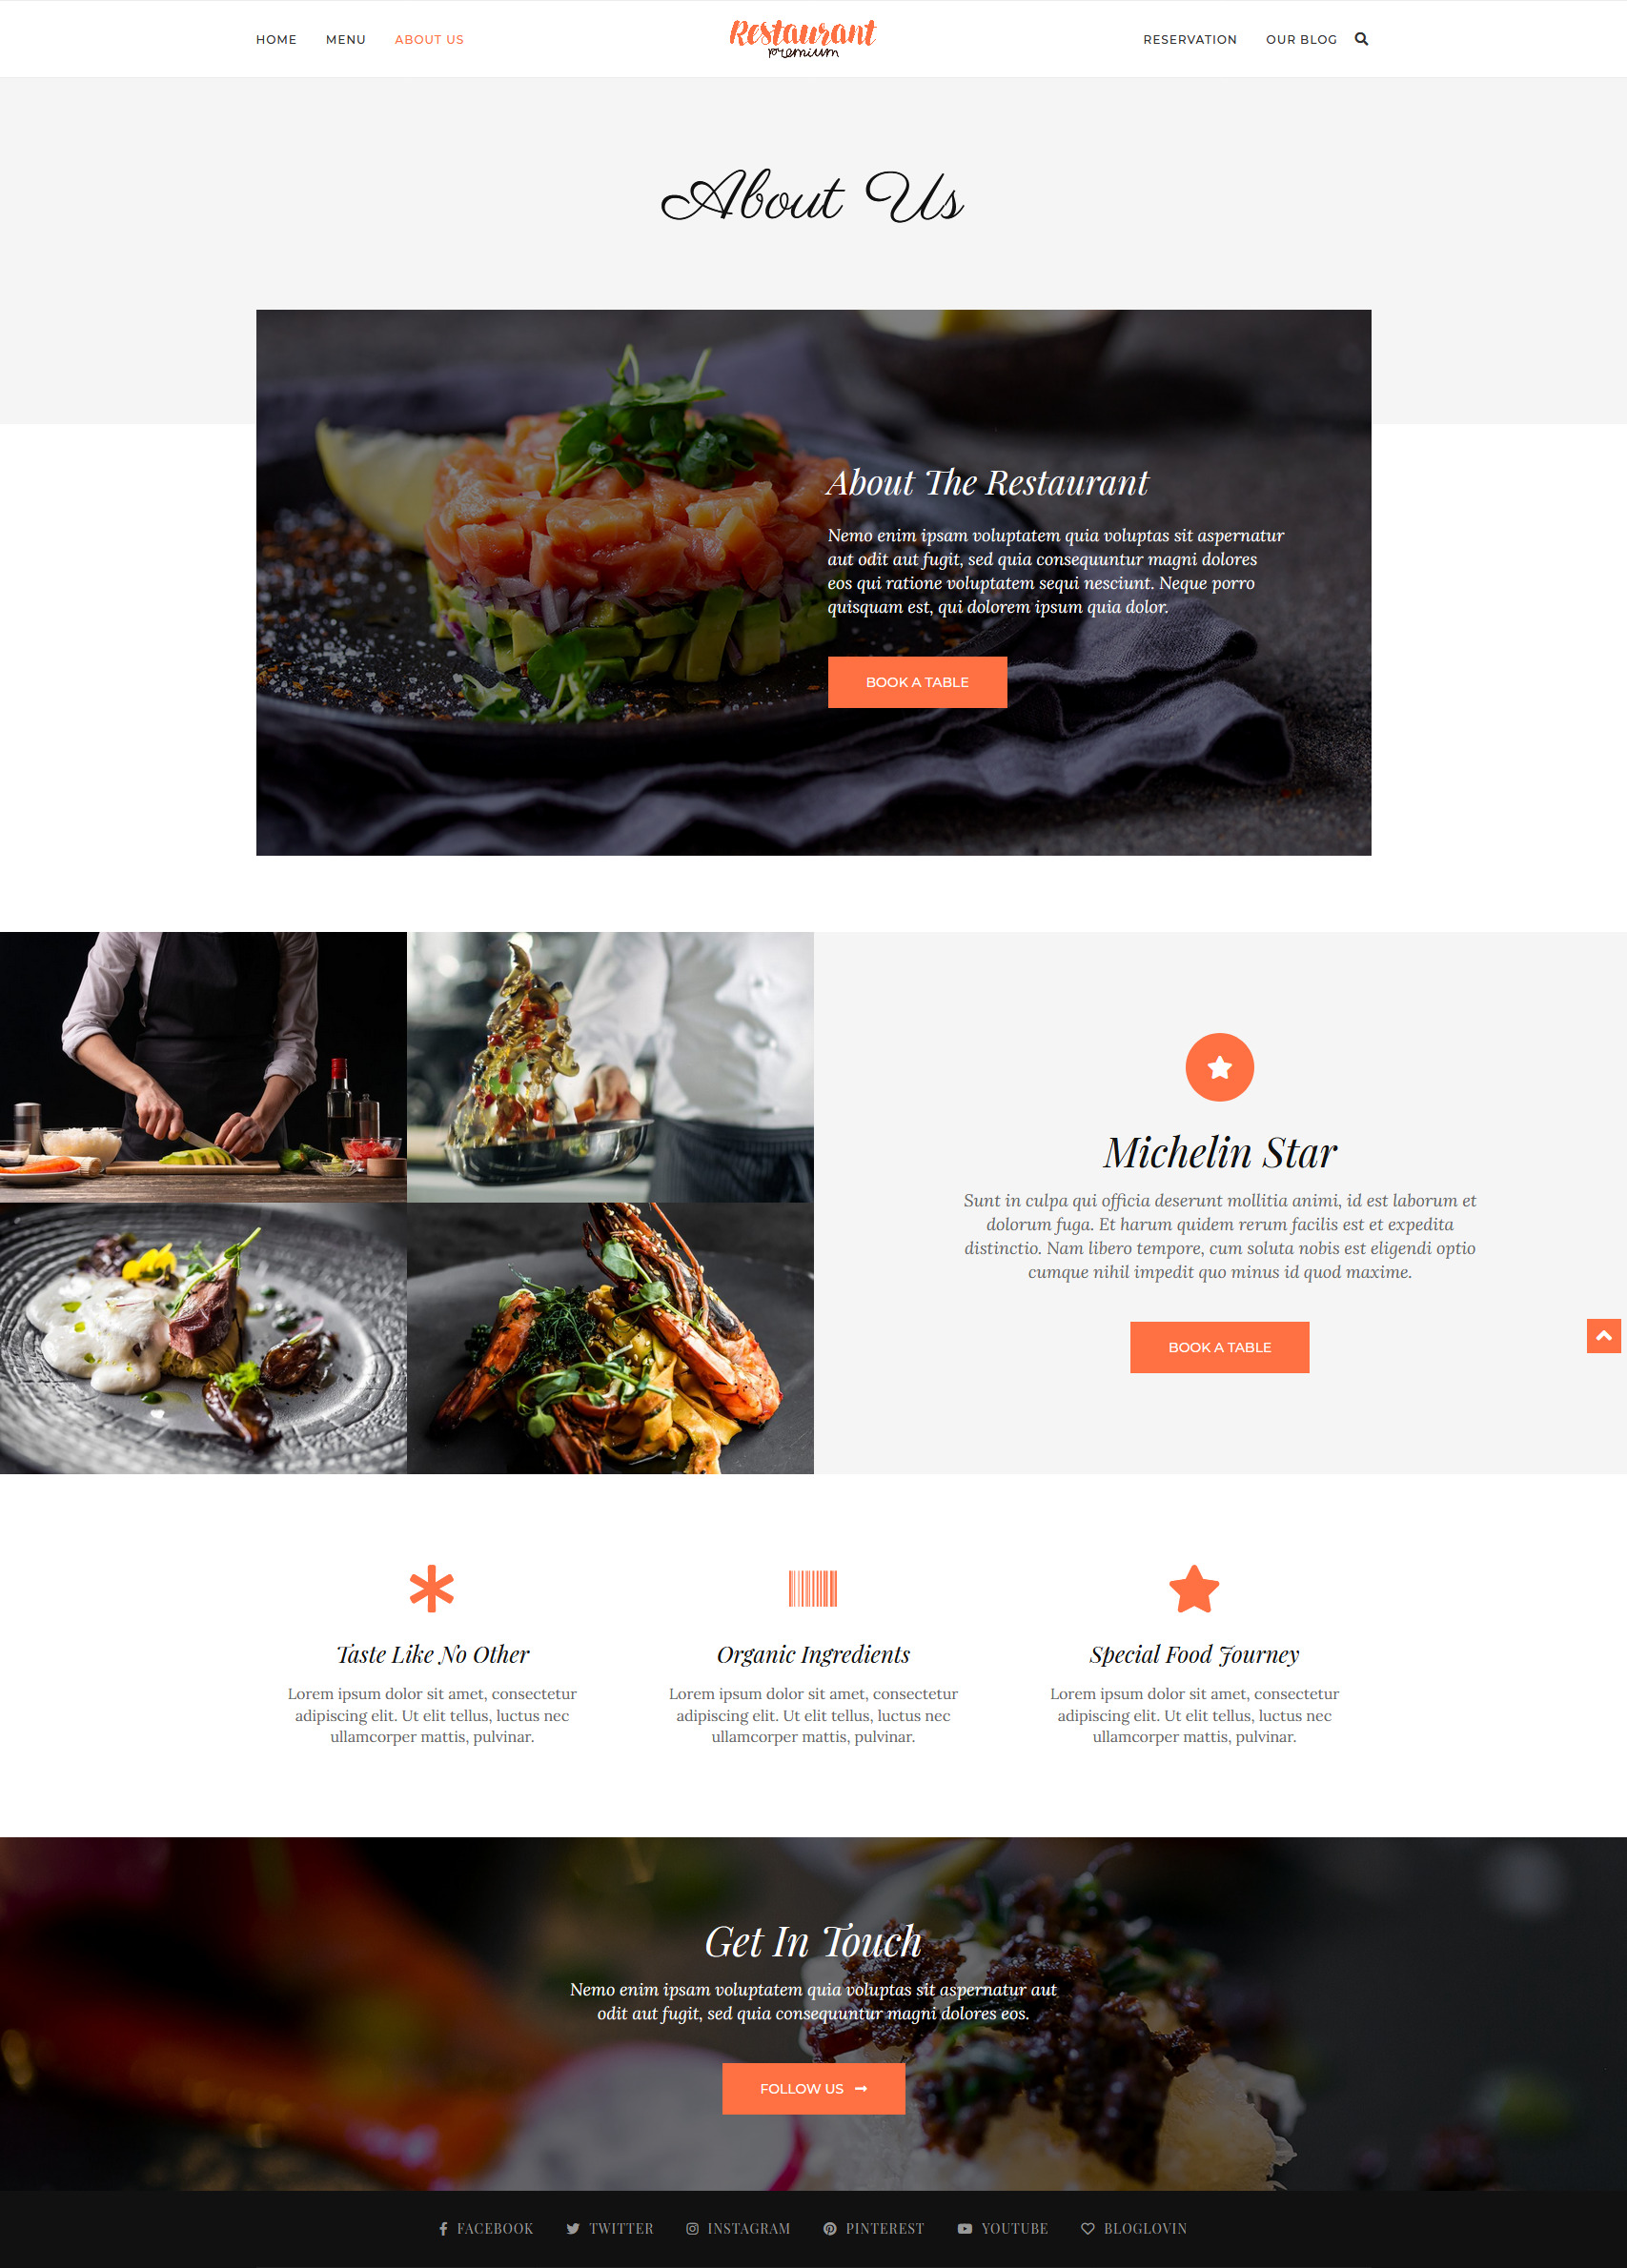 HOME MENU ABOUT US Restaurant RESERVATION OUR BLOG
premium
About Us
About The Restaurant
Nemo enim ipsam voluptatem quia voluptas sit aspernatur
aut odit aut fugit, sed quia consequuntur magni dolores
eos qui ratione voluptatem sequi nesciunt. Neque porro
quisquam est, qui dolorem ipsum quia dolor.
BOOK A TABLE
Michelin Star
Sunt in culpa qui officia deserunt mollitia animi, id est laborum et
dolorum fuga. Et harum quidem rerum facilis est et expedita
distinctio. Nam libero tempore, cum soluta nobis est eligendi optio
cumque nihil impedit quo minus id quod maxime.
BOOK A TABLE
Taste Like No Other
Lorem ipsum dolor sit amet, consectetur
adipiscing elit. Ut elit tellus, luctus nec
ullamcorper mattis, pulvinar.
Organic Ingredients
Lorem ipsum dolor sit amet, consectetur
adipiscing elit. Ut elit tellus, luctus nec
ullamcorper mattis, pulvinar.
Special Food Journey
Lorem ipsum dolor sit amet, consectetur
adipiscing elit. Ut elit tellus, luctus nec
ullamcorper mattis, pulvinar.
Get In Touch
Nemo enim ipsam voluptatem quia voluptas sit aspernatur aut
odit aut fugit, sed quia consequuntur magni dolores eos.
FOLLOW US
FACEBOOK TWITTER INSTAGRAM PINTEREST YOUTUBE BLOGLOVIN